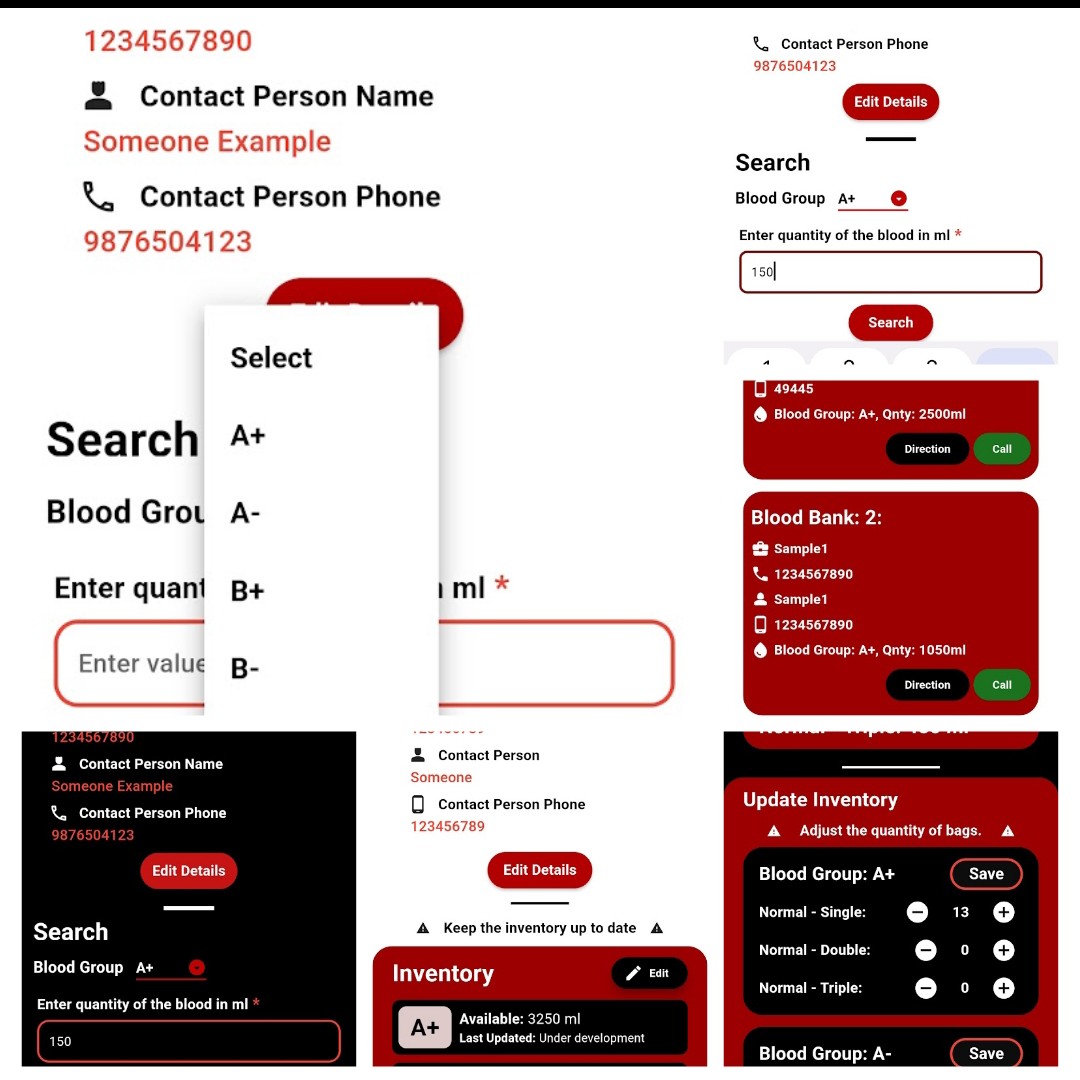 1234567890
Contact Person Name
Someone Example
Contact Person Phone
9876504123
Select
A+
A-
B+
B-
Search
Blood Grou
Enter quant
ml *
Enter value
Contact Person Phone
9876504123
Edit Details
Search
Blood Group A+
Enter quantity of the blood in ml *
150
Search
49445
Blood Group: A+, Qnty: 2500ml
Direction Call
Blood Bank: 2:
Sample1
1234567890
Sample1
1234567890
Blood Group: A+, Qnty: 1050ml
Direction Call
1234567890
Contact Person Name
Someone Example
Contact Person Phone
9876504123
Edit Details
Search
Blood Group A+
Enter quantity of the blood in ml *
150
Contact Person
Someone
Contact Person Phone
123456789
Edit Details
Keep the inventory up to date
Inventory Edit
A+ Available: 3250 ml
Last Updated: Under development
Update Inventory
Adjust the quantity of bags.
Blood Group: A+ Save
Normal - Single: 13
Normal - Double: 0
Normal - Triple: 0
Blood Group: A- Save